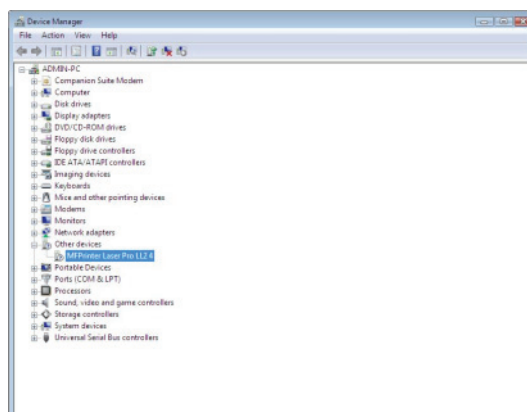 Device Manager
File Action View Help
ADMIN-PC
Companion Suite Modem
Computer
Disk drives
Display adapters
DVD/CD-ROM drives
Floppy disk drives
Floppy drive controllers
IDE ATA/ATAPI controllers
Imaging devices
Keyboards
Mice and other pointing devices
Modems
Monitors
Network adapters
Other devices
MFPrinter Laser Pro LL2 4
Portable Devices
Ports (COM & LPT)
Processors
Sound, video and game controllers
Storage controllers
System devices
Universal Serial Bus controllers